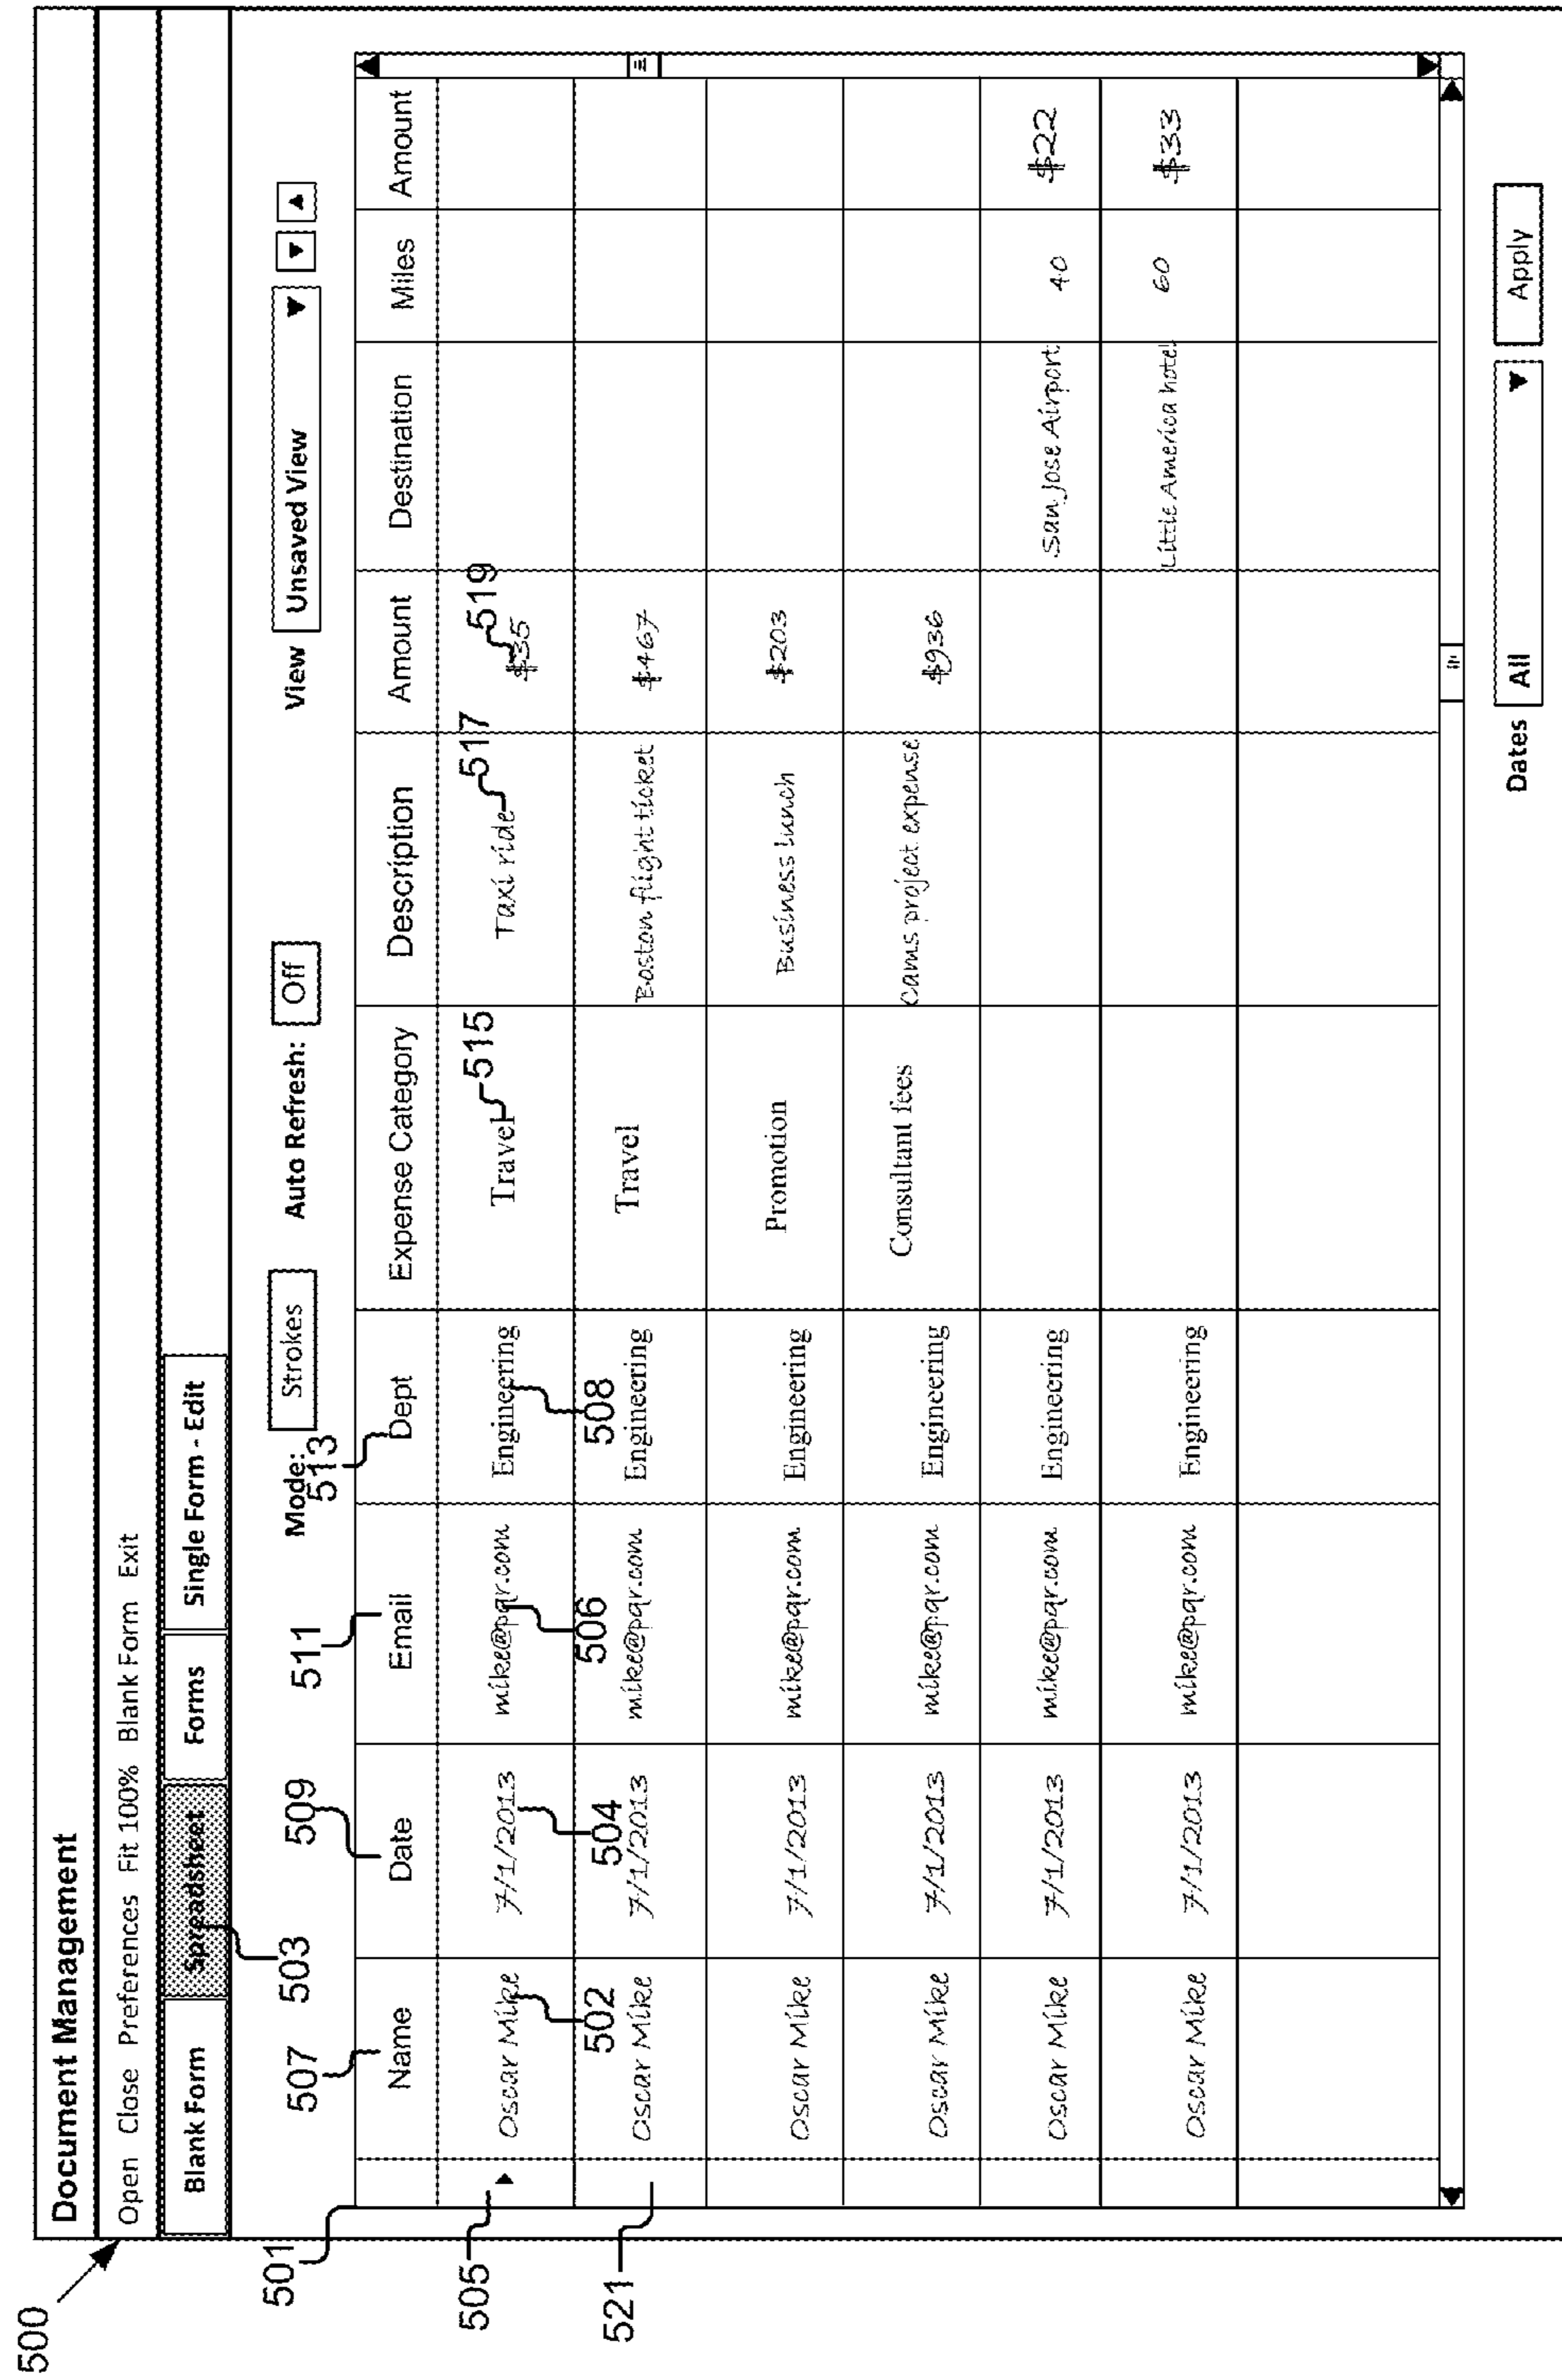 500
Document Management
Open Close Preferences Fit 100% Blank Form Exit
Blank Form Spreadsheet Forms Single Form - Edit
503
Mode: Strokes Auto Refresh: Off View Unsaved View
501 507 509 511 513
Name Date Email Dept Expense Category Description Amount Destination Miles Amount
505 515 517 519
Oscar Mike 7/1/2013 mike@pqr.com Engineering Travel Taxi ride $35
502 504 506 508
521
Oscar Mike 7/1/2013 mike@pqr.com Engineering Travel Boston flight ticket $467
Oscar Mike 7/1/2013 mike@pqr.com Engineering Promotion Business lunch $203
Oscar Mike 7/1/2013 mike@pqr.com Engineering Consultant fees Cams project expense $936
Oscar Mike 7/1/2013 mike@pqr.com Engineering San Jose Airport 40 $22
Oscar Mike 7/1/2013 mike@pqr.com Engineering Little America hotel 60 $33
Dates All Apply